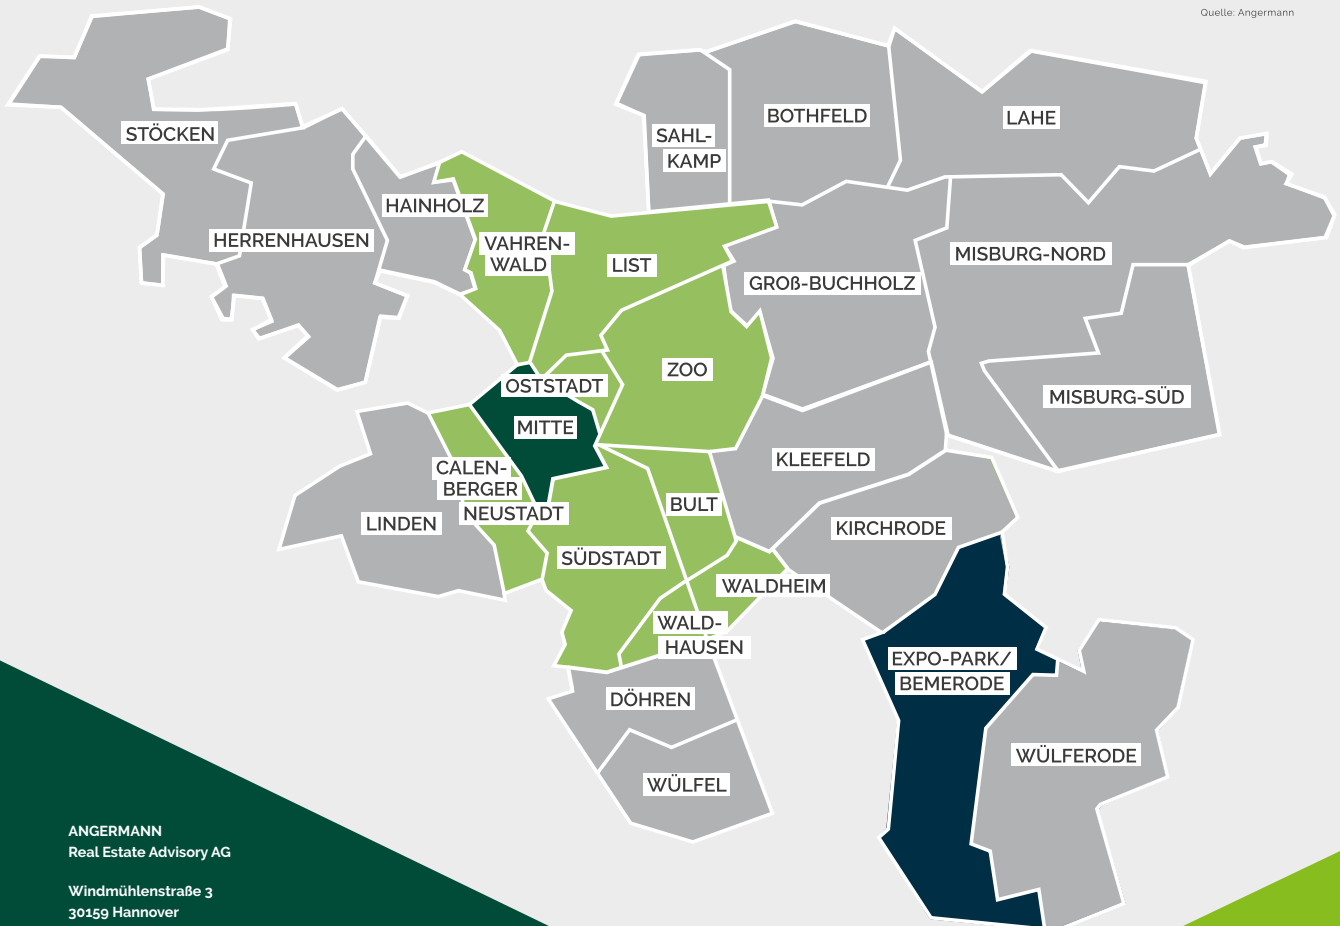 Quelle: Angermann
STÖCKEN
SAHL-
KAMP
BOTHFELD
LAHE
HAINHOLZ
HERRENHAUSEN
VAHREN-
WALD
LIST
GROß-BUCHHOLZ
MISBURG-NORD
OSTSTADT
ZOO
MISBURG-SÜD
MITTE
CALEN-
BERGER
NEUSTADT
KLEEFELD
LINDEN
BULT
KIRCHRODE
SÜDSTADT
WALDHEIM
WALD-
HAUSEN
EXPO-PARK/
BEMERODE
DÖHREN
WÜLFERODE
WÜLFEL
ANGERMANN
Real Estate Advisory AG
Windmühlenstraße 3
30159 Hannover